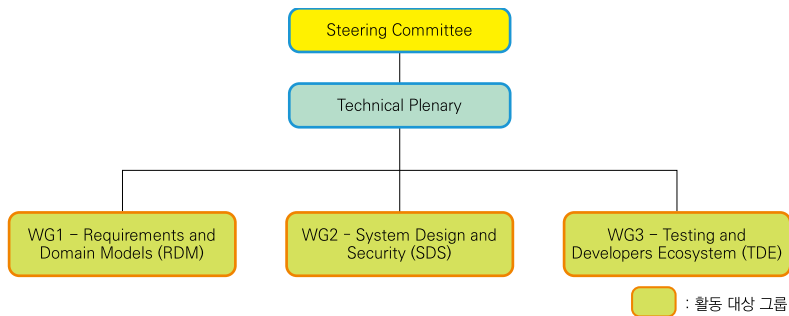 Steering Committee
Technical Plenary
WG1 – Requirements and
Domain Models (RDM)
WG2 – System Design and
Security (SDS)
WG3 – Testing and
Developers Ecosystem (TDE)
: 활동 대상 그룹